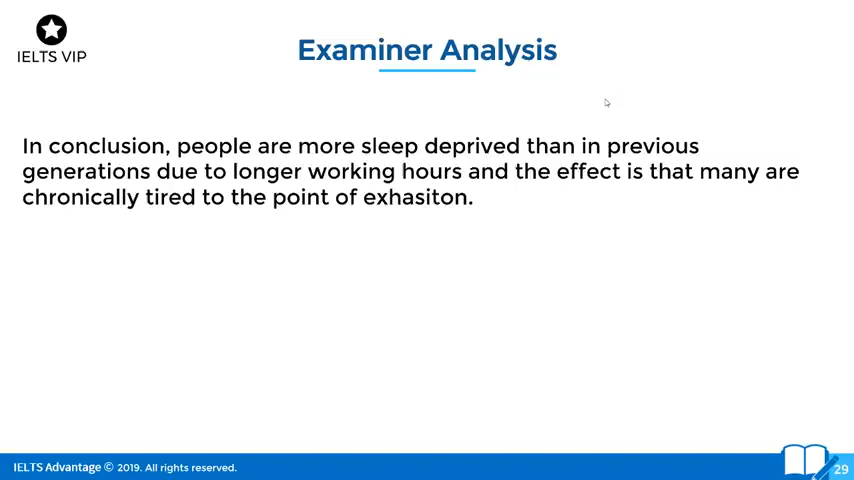 IELTS VIP
Examiner Analysis
In conclusion, people are more sleep deprived than in previous
generations due to longer working hours and the effect is that many are
chronically tired to the point of exhasiton.
IELTS Advantage © 2019. All rights reserved.
29